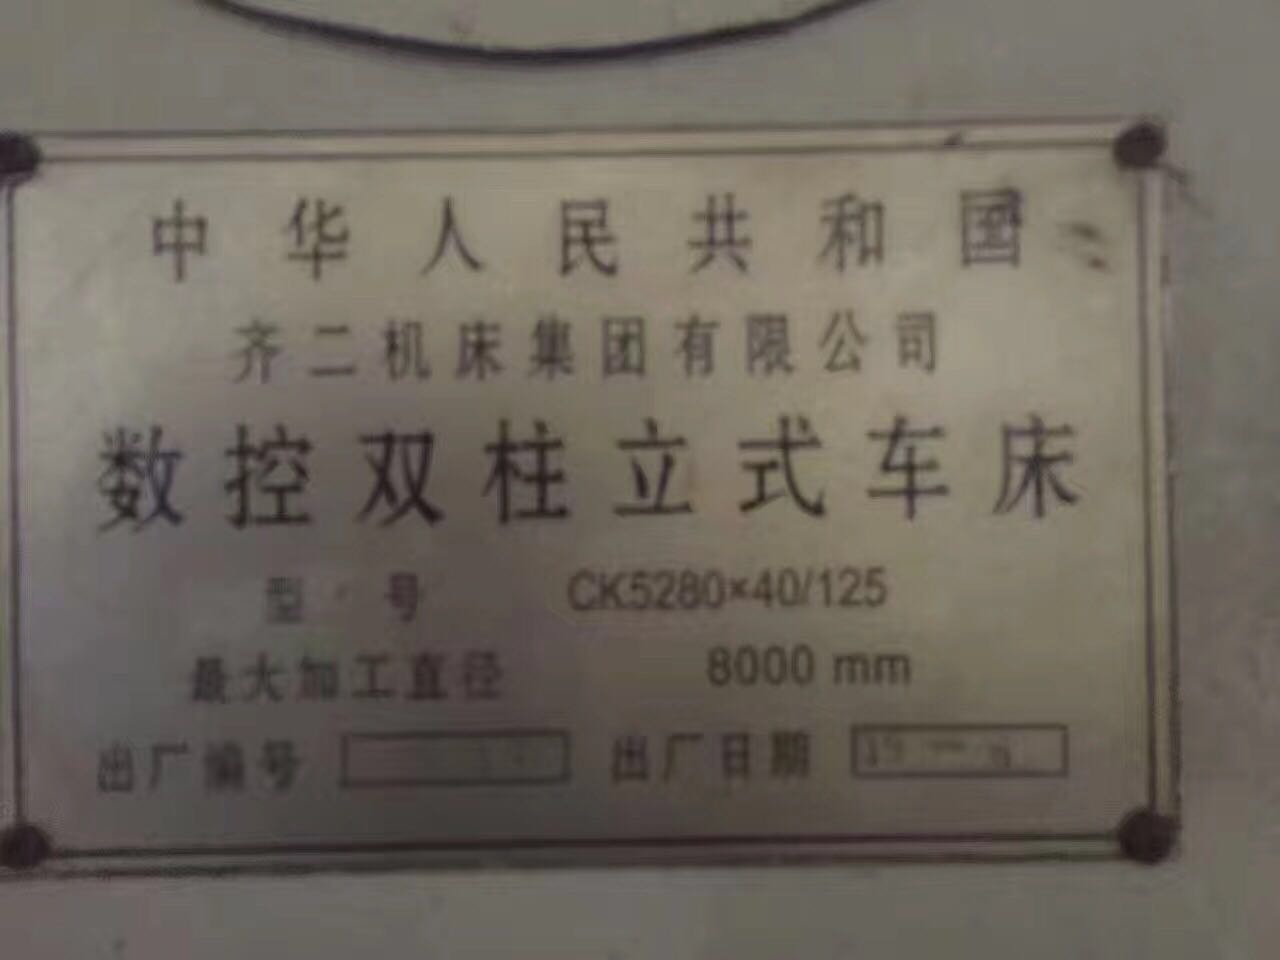 中华人民共和国
齐二机床集团有限公司
数控双柱立式车床
型号 CK5280×40/125
最大加工直径 8000 mm
出厂编号 出厂日期